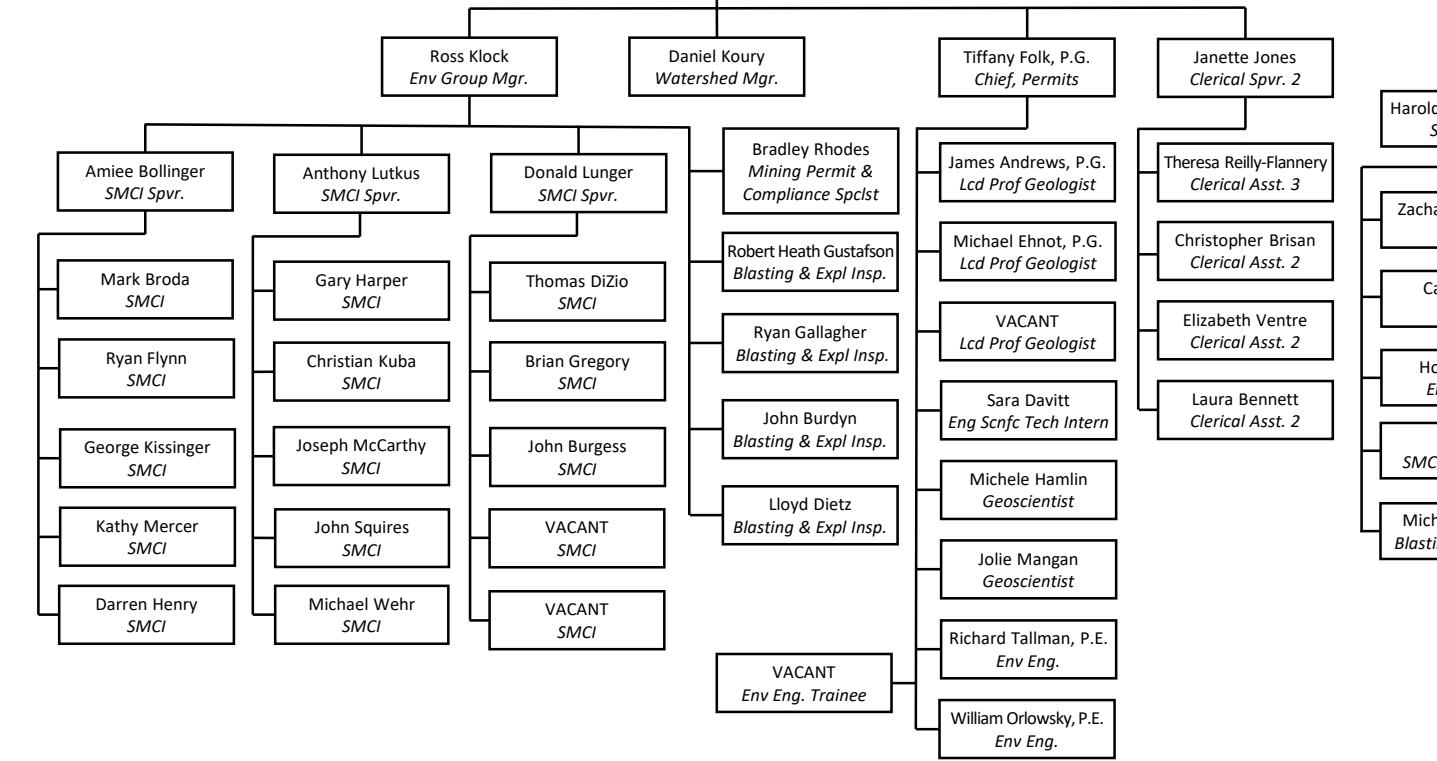 Ross Klock
Env Group Mgr.
Daniel Koury
Watershed Mgr.
Tiffany Folk, P.G.
Chief, Permits
Janette Jones
Clerical Spvr. 2
Amiee Bollinger
SMCI Spvr.
Mark Broda
SMCI
Ryan Flynn
SMCI
George Kissinger
SMCI
Kathy Mercer
SMCI
Darren Henry
SMCI
Anthony Lutkus
SMCI Spvr.
Gary Harper
SMCI
Christian Kuba
SMCI
Joseph McCarthy
SMCI
John Squires
SMCI
Michael Wehr
SMCI
Donald Lunger
SMCI Spvr.
Thomas DiZio
SMCI
Brian Gregory
SMCI
John Burgess
SMCI
VACANT
SMCI
VACANT
SMCI
Bradley Rhodes
Mining Permit &
Compliance Spclst
Robert Heath Gustafson
Blasting & Expl Insp.
Ryan Gallagher
Blasting & Expl Insp.
John Burdyn
Blasting & Expl Insp.
Lloyd Dietz
Blasting & Expl Insp.
James Andrews, P.G.
Lcd Prof Geologist
Michael Ehnot, P.G.
Lcd Prof Geologist
VACANT
Lcd Prof Geologist
Sara Davitt
Eng Scnfc Tech Intern
Michele Hamlin
Geoscientist
Jolie Mangan
Geoscientist
Richard Tallman, P.E.
Env Eng.
VACANT
Env Eng. Trainee
William Orlowsky, P.E.
Env Eng.
Theresa Reilly-Flannery
Clerical Asst. 3
Christopher Brisan
Clerical Asst. 2
Elizabeth Ventre
Clerical Asst. 2
Laura Bennett
Clerical Asst. 2
Harold